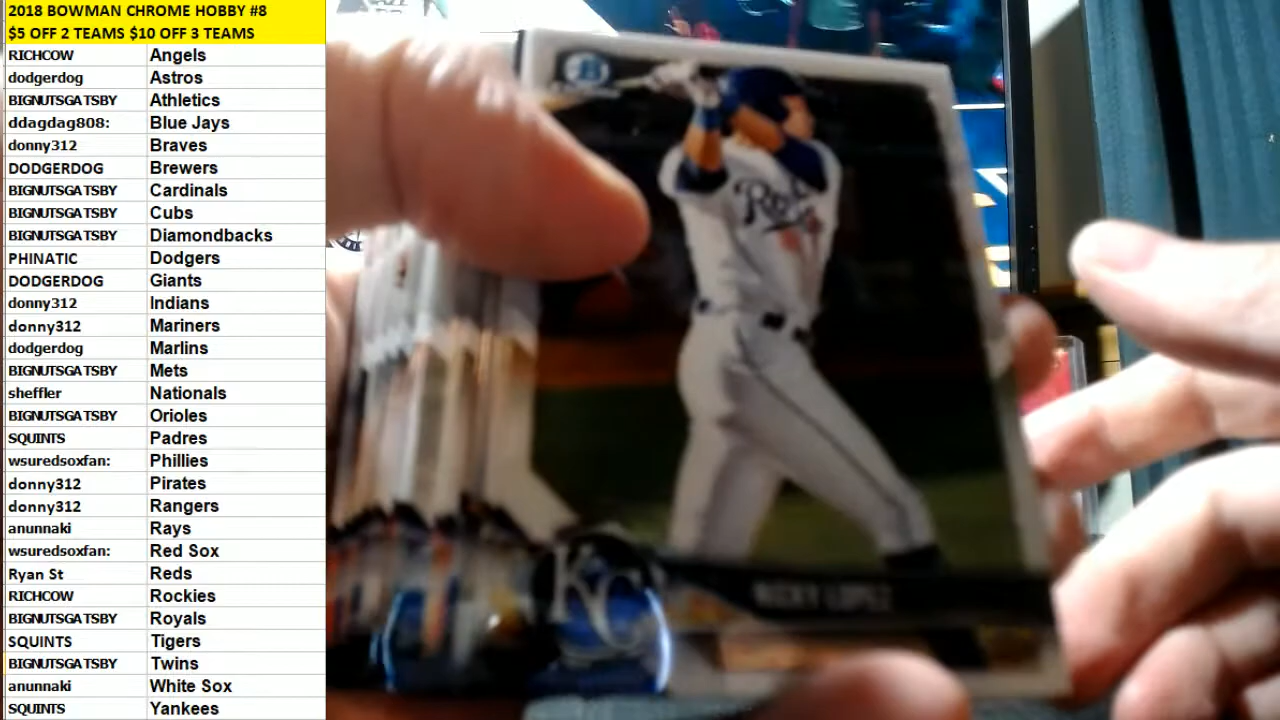 2018 BOWMAN CHROME HOBBY #8
$5 OFF 2 TEAMS $10 OFF 3 TEAMS
RICHCOW Angels
dodgerdog Astros
BIGNUTSGATSBY Athletics
ddagdag808: Blue Jays
donny312 Braves
DODGERDOG Brewers
BIGNUTSGATSBY Cardinals
BIGNUTSGATSBY Cubs
BIGNUTSGATSBY Diamondbacks
PHINATIC Dodgers
DODGERDOG Giants
donny312 Indians
donny312 Mariners
dodgerdog Marlins
BIGNUTSGATSBY Mets
sheffler Nationals
BIGNUTSGATSBY Orioles
SQUINTS Padres
wsuredsoxfan: Phillies
donny312 Pirates
donny312 Rangers
anunnaki Rays
wsuredsoxfan: Red Sox
Ryan St Reds
RICHCOW Rockies
BIGNUTSGATSBY Royals
SQUINTS Tigers
BIGNUTSGATSBY Twins
anunnaki White Sox
SQUINTS Yankees
B
Royals
KC
NICKY LOPEZ